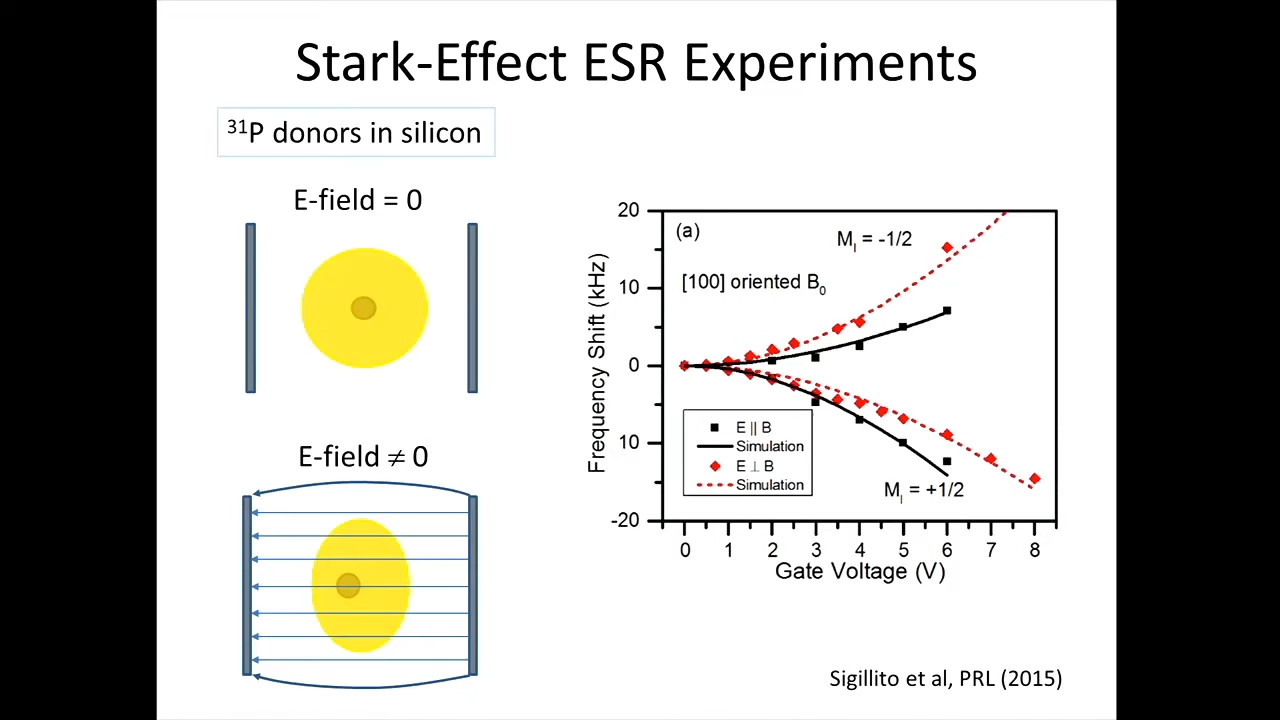 Stark-Effect ESR Experiments
³¹P donors in silicon
E-field = 0
E-field ≠ 0
(a)
M_I = -1/2
[100] oriented B₀
E || B
Simulation
E ⊥ B
Simulation
M_I = +1/2
Frequency Shift (kHz)
20
10
0
10
-20
0 1 2 3 4 5 6 7 8
Gate Voltage (V)
Sigillito et al, PRL (2015)